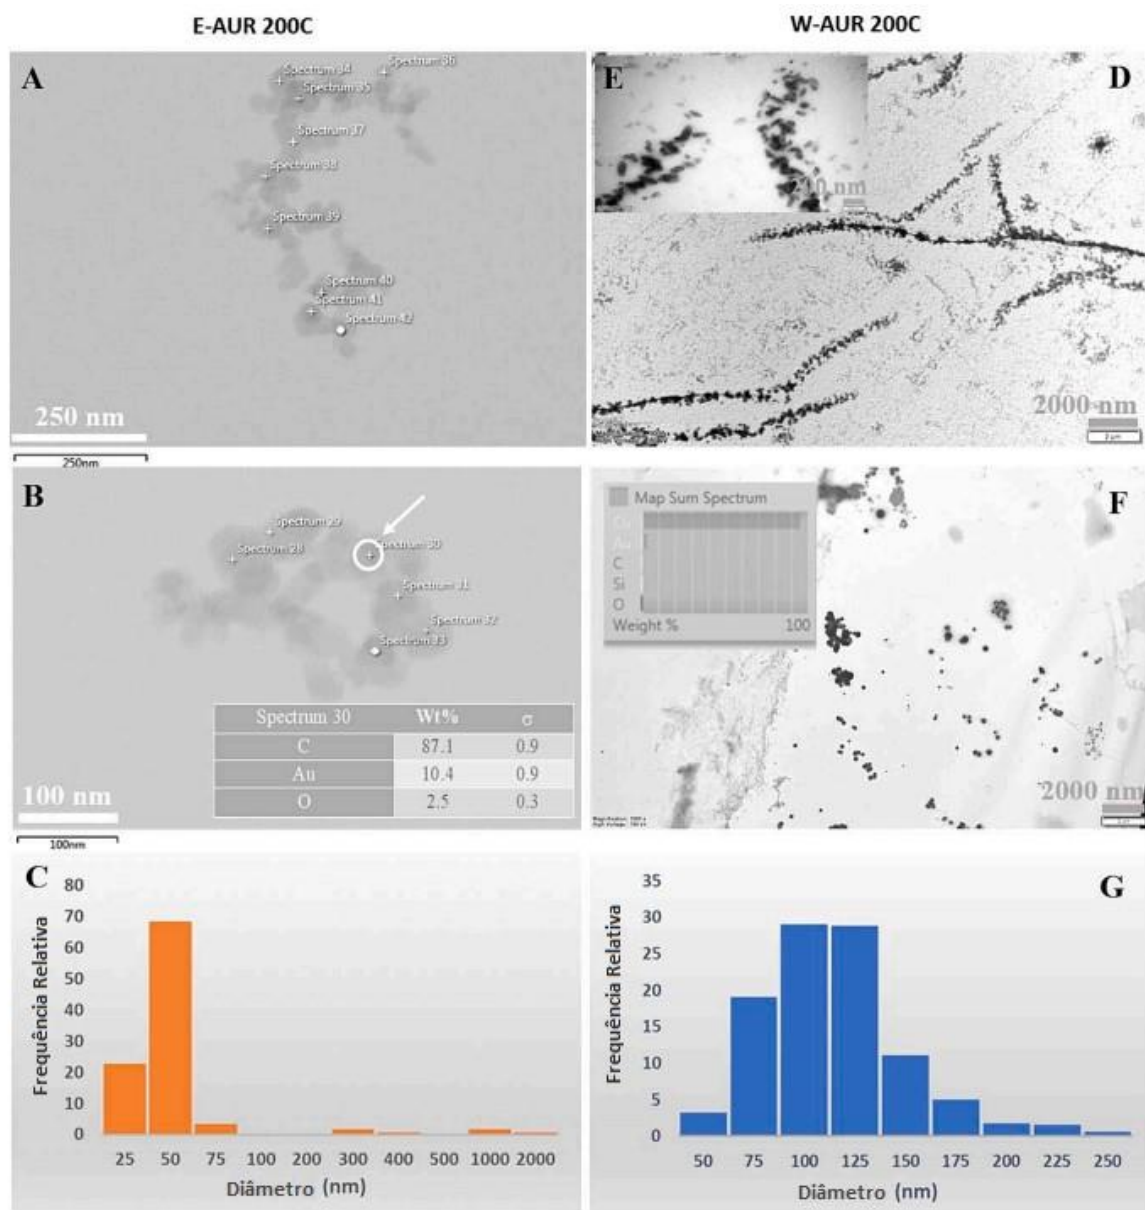 E-AUR 200C
W-AUR 200C
A
Spectrum 34
Spectrum 36
Spectrum 35
Spectrum 37
Spectrum 38
Spectrum 39
Spectrum 40
Spectrum 41
Spectrum 42
250 nm
250nm
E
D
nm
2000 nm
2 µm
B
Spectrum 29
Spectrum 30
Spectrum 28
Spectrum 31
Spectrum 32
Spectrum 33
Spectrum 30 Wt% σ
C 87.1 0.9
Au 10.4 0.9
O 2.5 0.3
100 nm
100nm
F
Map Sum Spectrum
C
Si
O
Weight % 100
2000 nm
C
80
70
60
50
40
30
20
10
0
Frequência Relativa
25 50 75 100 200 300 400 500 1000 2000
Diâmetro (nm)
G
35
30
25
20
15
10
5
0
Frequência Relativa
50 75 100 125 150 175 200 225 250
Diâmetro (nm)